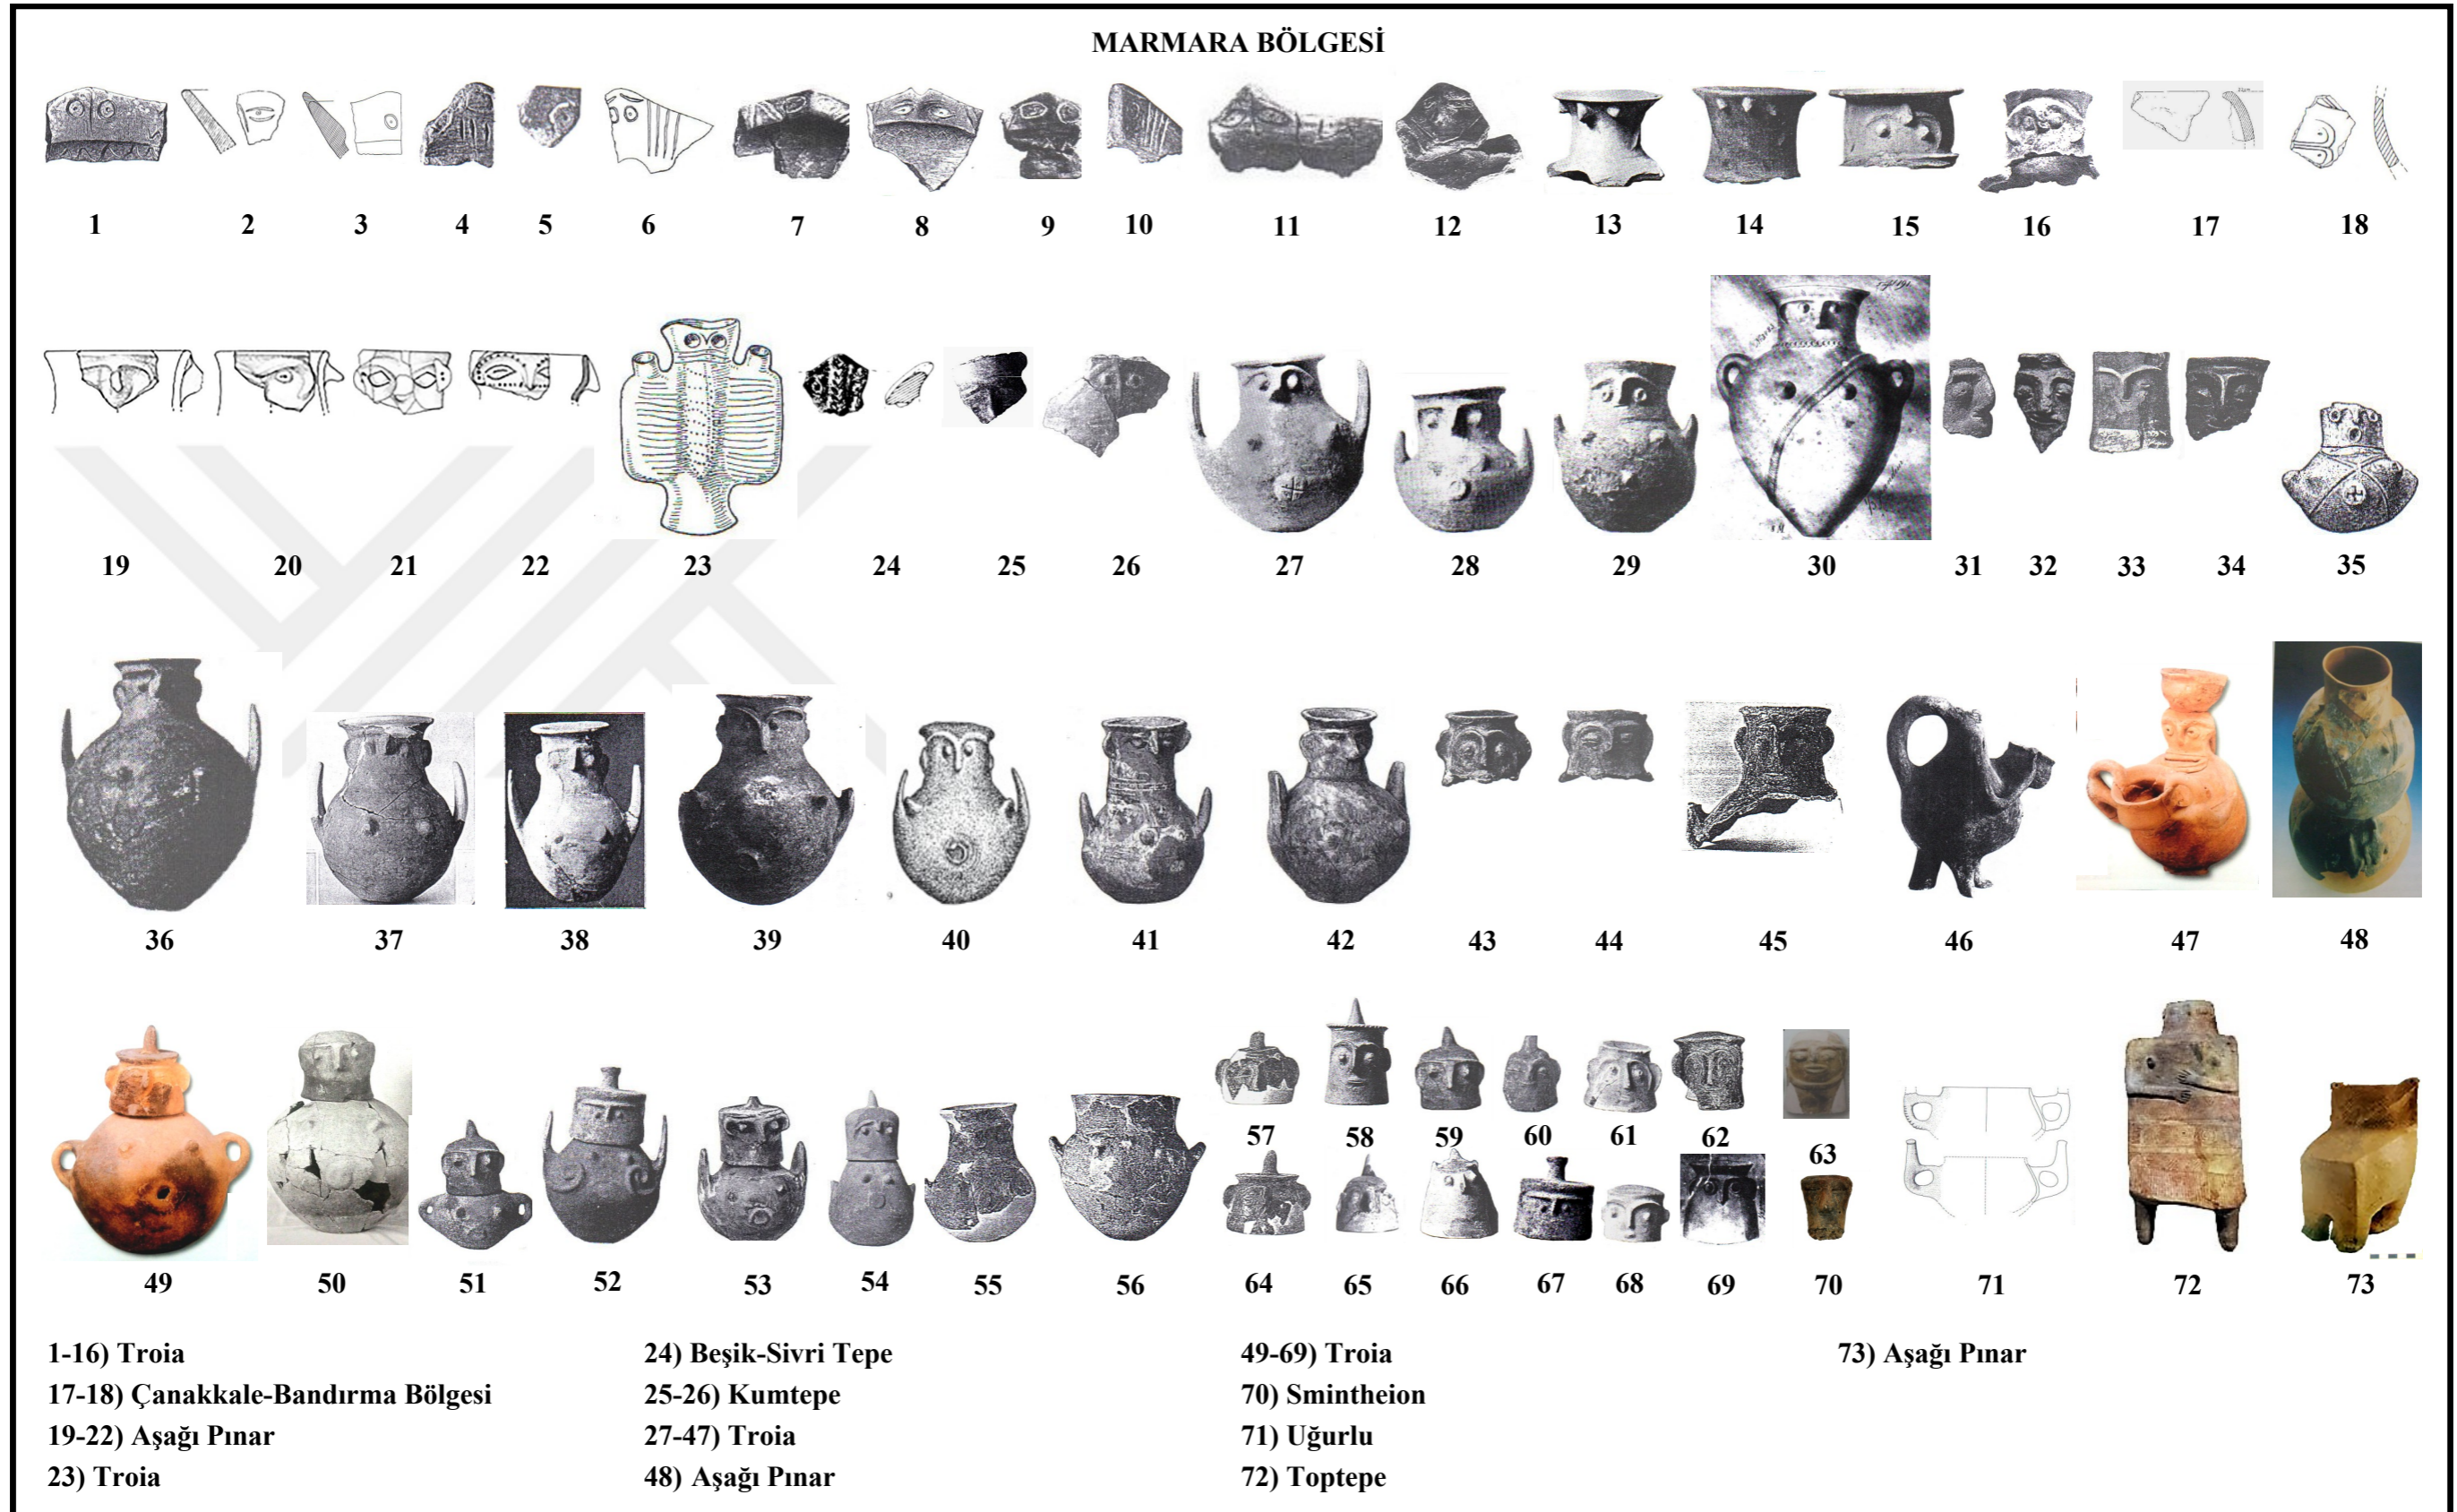 MARMARA BÖLGESİ
1 2 3 4 5 6 7 8 9 10 11 12 13 14 15 16 17 18
19 20 21 22 23 24 25 26 27 28 29 30 31 32 33 34 35
36 37 38 39 40 41 42 43 44 45 46 47 48
57 58 59 60 61 62 63
49 50 51 52 53 54 55 56 64 65 66 67 68 69 70 71 72 73
1-16) Troia
17-18) Çanakkale-Bandırma Bölgesi
19-22) Aşağı Pınar
23) Troia
24) Beşik-Sivri Tepe
25-26) Kumtepe
27-47) Troia
48) Aşağı Pınar
49-69) Troia
70) Smintheion
71) Uğurlu
72) Toptepe
73) Aşağı Pınar